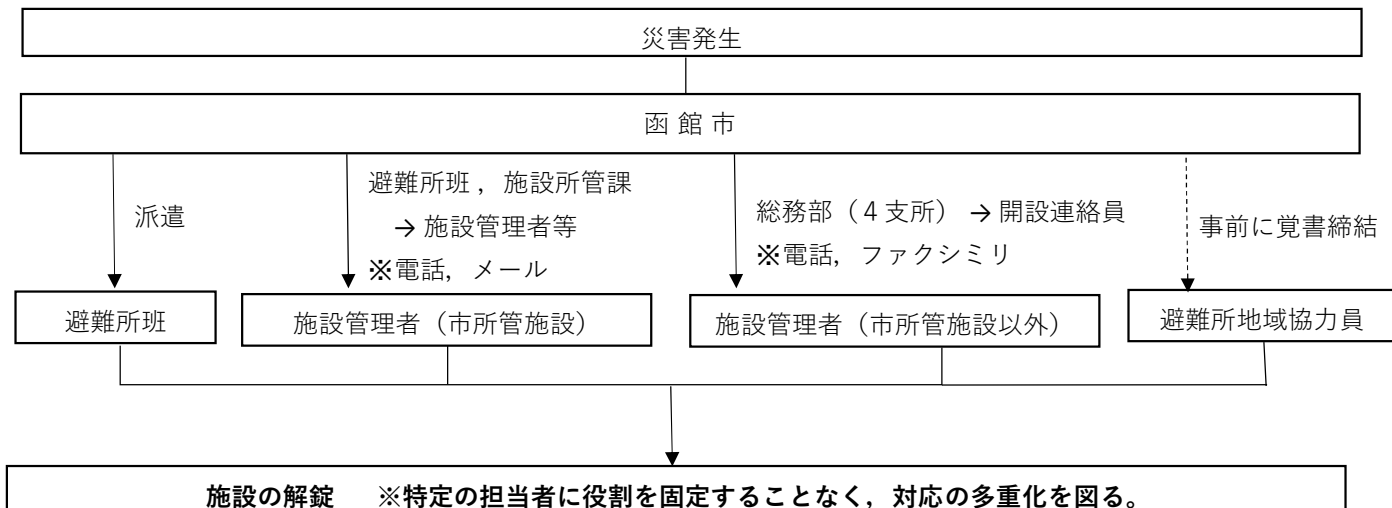 災害発生
函 館 市
派遣
避難所班，施設所管課
→ 施設管理者等
※電話，メール
総務部（４支所）→ 開設連絡員
※電話，ファクシミリ
事前に覚書締結
避難所班
施設管理者（市所管施設）
施設管理者（市所管施設以外）
避難所地域協力員
施設の解錠　※特定の担当者に役割を固定することなく，対応の多重化を図る。